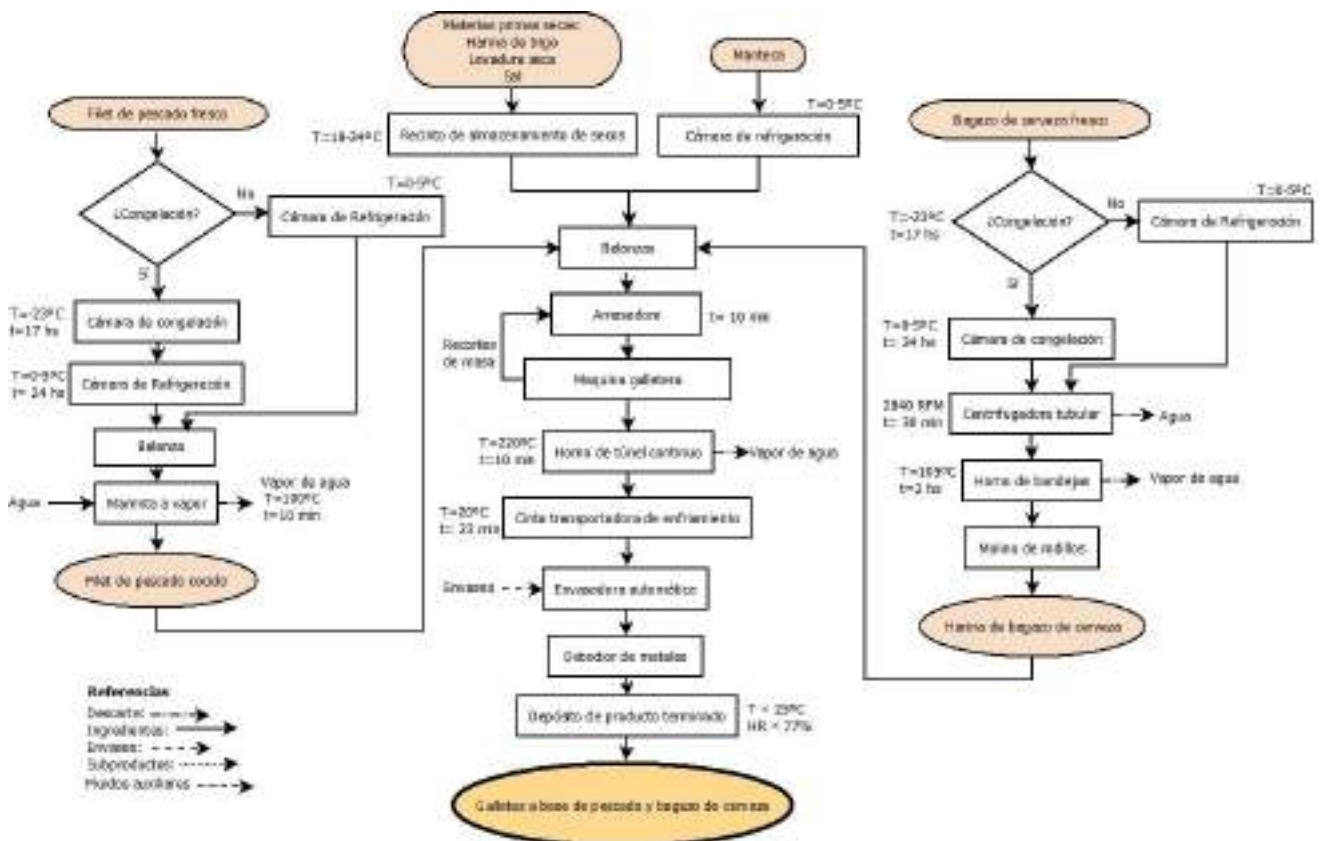 Materias primas secas:
Harina de trigo
Levadura seca
Sal
Manteca
Filet de pescado fresco
T=18-24ºC
Recinto de almacenamiento de secos
T=0-5ºC
Cámara de refrigeración
Bagazo de cerveza fresco
¿Congelación?
No
T=0-5ºC
Cámara de Refrigeración
Sí
T=-23ºC
t=17 hs
Cámara de congelación
T=0-5ºC
t= 24 hs
Cámara de Refrigeración
Balanza
Agua
Marmita a vapor
Vapor de agua
T=100ºC
t=10 min
Filet de pescado cocido
Balanzas
Amasadora
t= 10 min
Recortes
de masa
Maquina galletera
T=220ºC
t=10 min
Horno de túnel continuo
Vapor de agua
T=20ºC
t= 23 min
Cinta transportadora de enfriamiento
Envases
Envasadora automática
Detector de metales
Depósito de producto terminado
T < 25ºC
HR < 77%
Galletas a base de pescado y bagazo de cerveza
T=-23ºC
t=17 hs
¿Congelación?
No
T=0-5ºC
Cámara de Refrigeración
Sí
T=0-5ºC
t= 24 hs
Cámara de congelación
2840 RPM
t= 30 min
Centrifugadora tubular
Agua
T=105ºC
t=2 hs
Horno de bandejas
Vapor de agua
Molino de rodillos
Harina de bagazo de cerveza
Referencias
Descarte:
Ingredientes:
Envases:
Subproductos:
Fluidos auxiliares